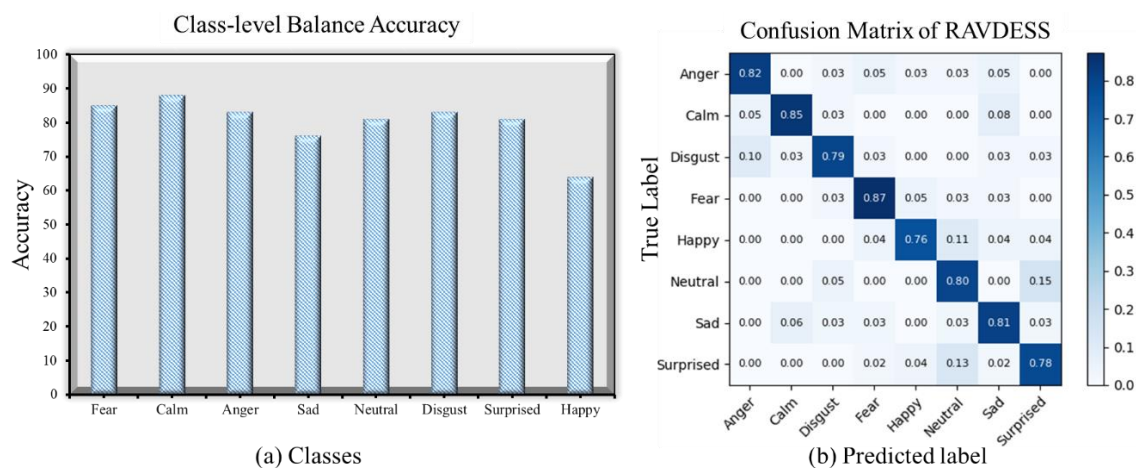 Class-level Balance Accuracy
100
90
80
70
60
50
40
30
20
10
0
Accuracy
Fear Calm Anger Sad Neutral Disgust Surprised Happy
(a) Classes
Confusion Matrix of RAVDESS
True Label
Anger 0.82 0.00 0.03 0.05 0.03 0.03 0.05 0.00
Calm 0.05 0.85 0.03 0.00 0.00 0.00 0.08 0.00
Disgust 0.10 0.03 0.79 0.03 0.00 0.00 0.03 0.03
Fear 0.00 0.00 0.03 0.87 0.05 0.03 0.03 0.00
Happy 0.00 0.00 0.00 0.04 0.76 0.11 0.04 0.04
Neutral 0.00 0.00 0.05 0.00 0.00 0.80 0.00 0.15
Sad 0.00 0.06 0.03 0.03 0.00 0.03 0.81 0.03
Surprised 0.00 0.00 0.00 0.02 0.04 0.13 0.02 0.78
Anger Calm Disgust Fear Happy Neutral Sad Surprised
(b) Predicted label
0.8
0.7
0.6
0.5
0.4
0.3
0.2
0.1
0.0